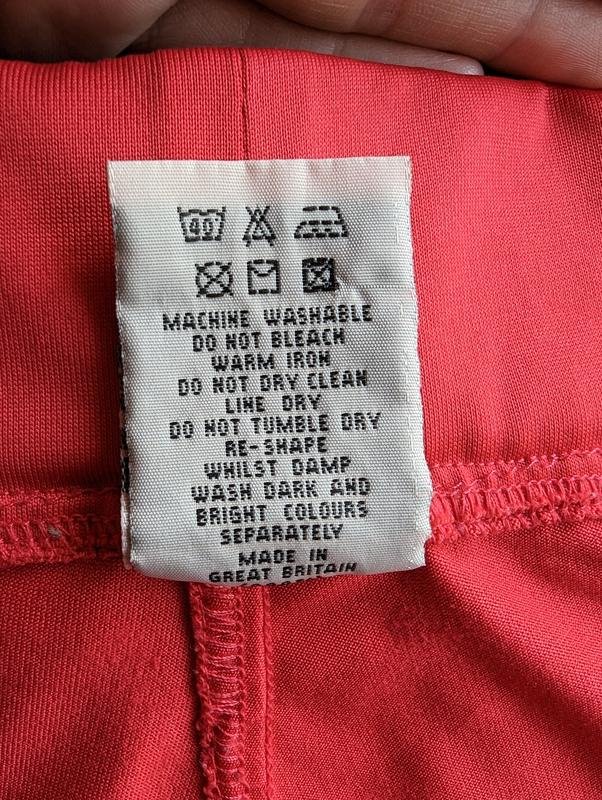 40
MACHINE WASHABLE
DO NOT BLEACH
WARM IRON
DO NOT DRY CLEAN
LINE DRY
DO NOT TUMBLE DRY
RE-SHAPE
WHILST DAMP
WASH DARK AND
BRIGHT COLOURS
SEPARATELY
MADE IN
GREAT BRITAIN